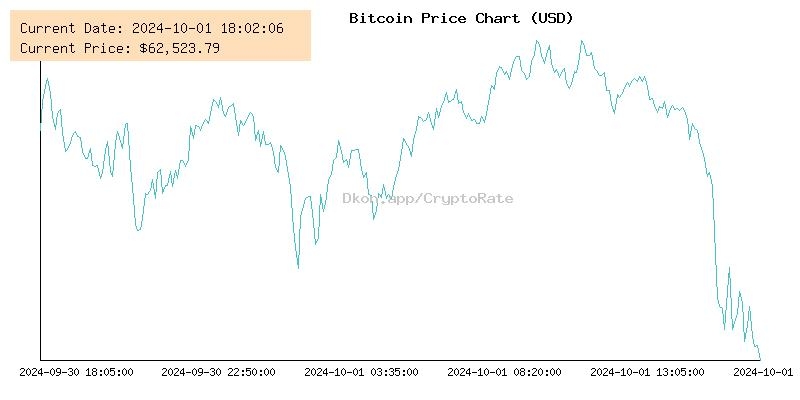 Bitcoin Price Chart (USD)
Current Date: 2024-10-01 18:02:06
Current Price: $62,523.79
Dkon.app/CryptoRate
2024-09-30 18:05:00 2024-09-30 22:50:00 2024-10-01 03:35:00 2024-10-01 08:20:00 2024-10-01 13:05:00 2024-10-01